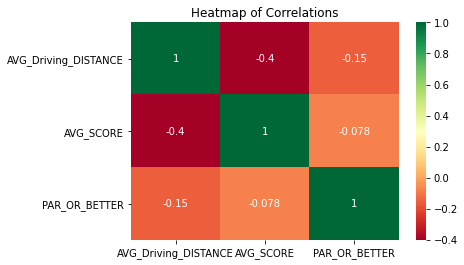 Heatmap of Correlations
AVG_Driving_DISTANCE
1
-0.4
-0.15
AVG_SCORE
-0.4
1
-0.078
PAR_OR_BETTER
-0.15
-0.078
1
AVG_Driving_DISTANCE
AVG_SCORE
PAR_OR_BETTER
1.0
0.8
0.6
0.4
0.2
0.0
-0.2
-0.4